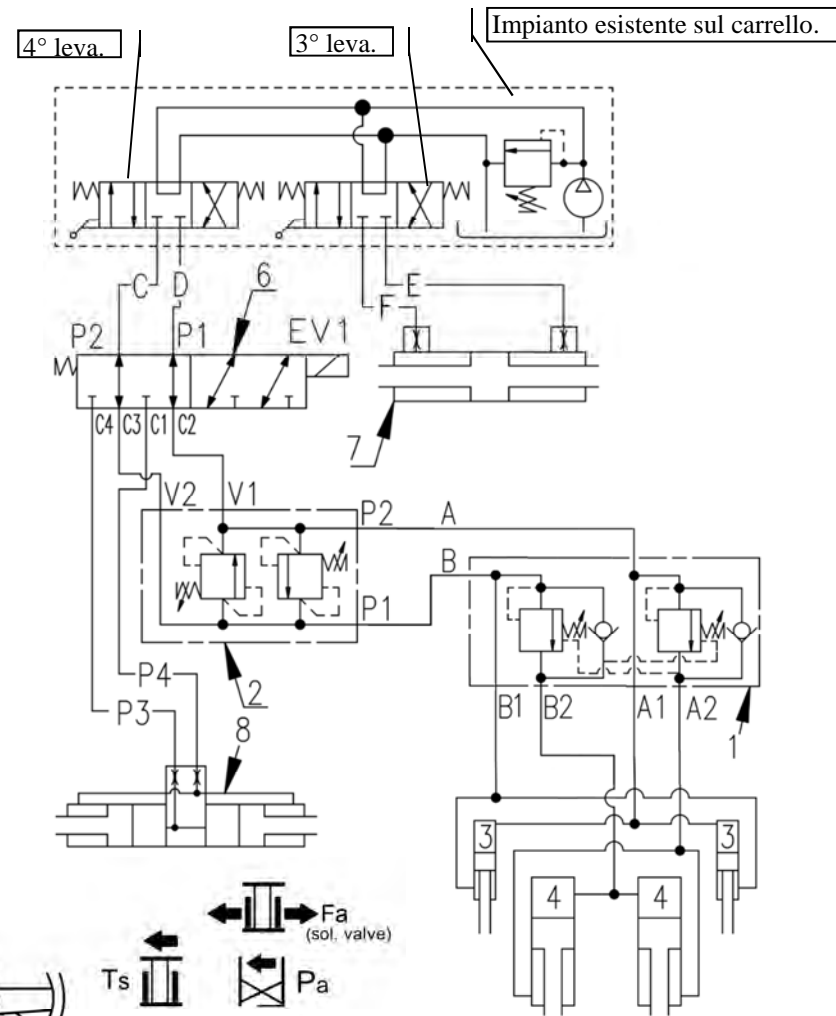 Impianto esistente sul carrello.
4° leva.
3° leva.
C D
F E
6
P2 P1 EV1
C4 C3 C1 C2
7
V2 V1
P2 A
B
P1
P4
2
P3
8
B1 B2 A1 A2
1
3 3
4 4
Fa
(sol. valve)
Ts
Pa